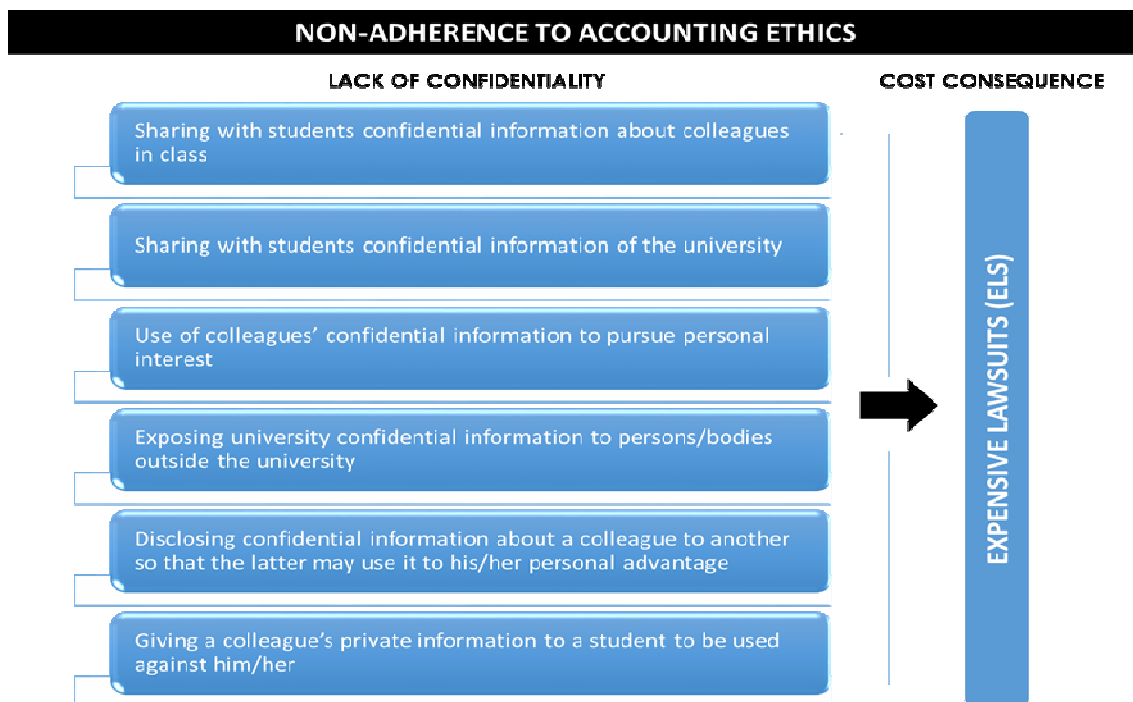 NON-ADHERENCE TO ACCOUNTING ETHICS
LACK OF CONFIDENTIALITY
COST CONSEQUENCE
Sharing with students confidential information about colleagues
in class
Sharing with students confidential information of the university
Use of colleagues’ confidential information to pursue personal
interest
Exposing university confidential information to persons/bodies
outside the university
Disclosing confidential information about a colleague to another
so that the latter may use it to his/her personal advantage
Giving a colleague’s private information to a student to be used
against him/her
EXPENSIVE LAWSUITS (ELS)